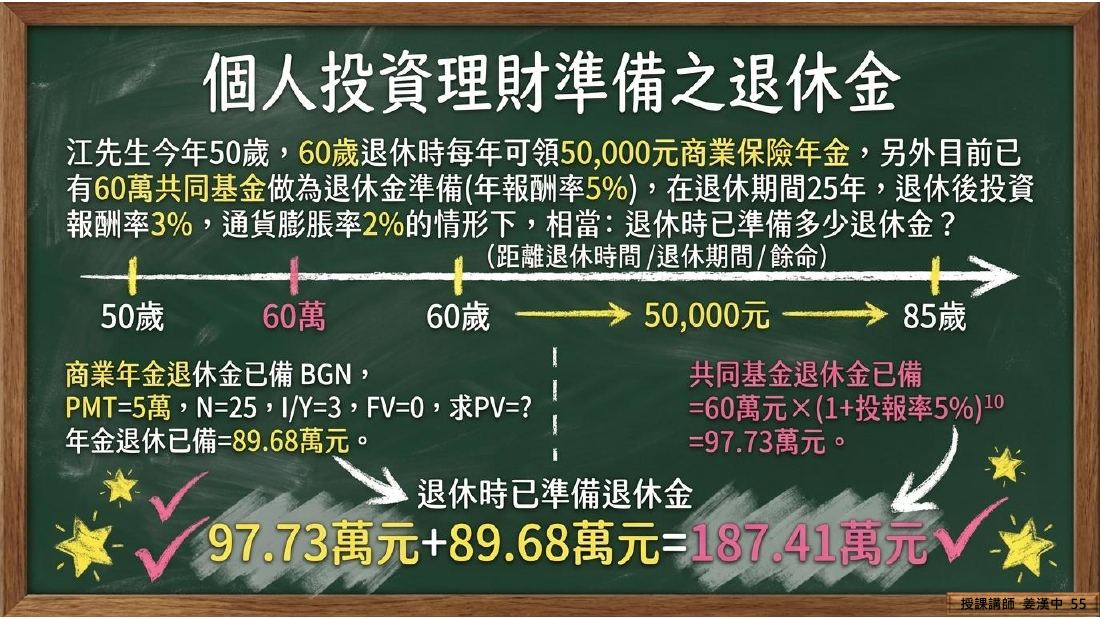 個人投資理財準備之退休金
江先生今年50歲，60歲退休時每年可領50,000元商業保險年金，另外目前已
有60萬共同基金做為退休金準備(年報酬率5%)，在退休期間25年，退休後投資
報酬率3%，通貨膨脹率2%的情形下，相當：退休時已準備多少退休金？
(距離退休時間/退休期間/餘命)
50歲 60萬 60歲 50,000元 85歲
商業年金退休金已備 BGN，
PMT=5萬，N=25，I/Y=3，FV=0，求PV=?
年金退休已備=89.68萬元。
共同基金退休金已備
=60萬元×(1+投報率5%)¹⁰
=97.73萬元。
退休時已準備退休金
97.73萬元+89.68萬元=187.41萬元
授課講師 姜漢中 55